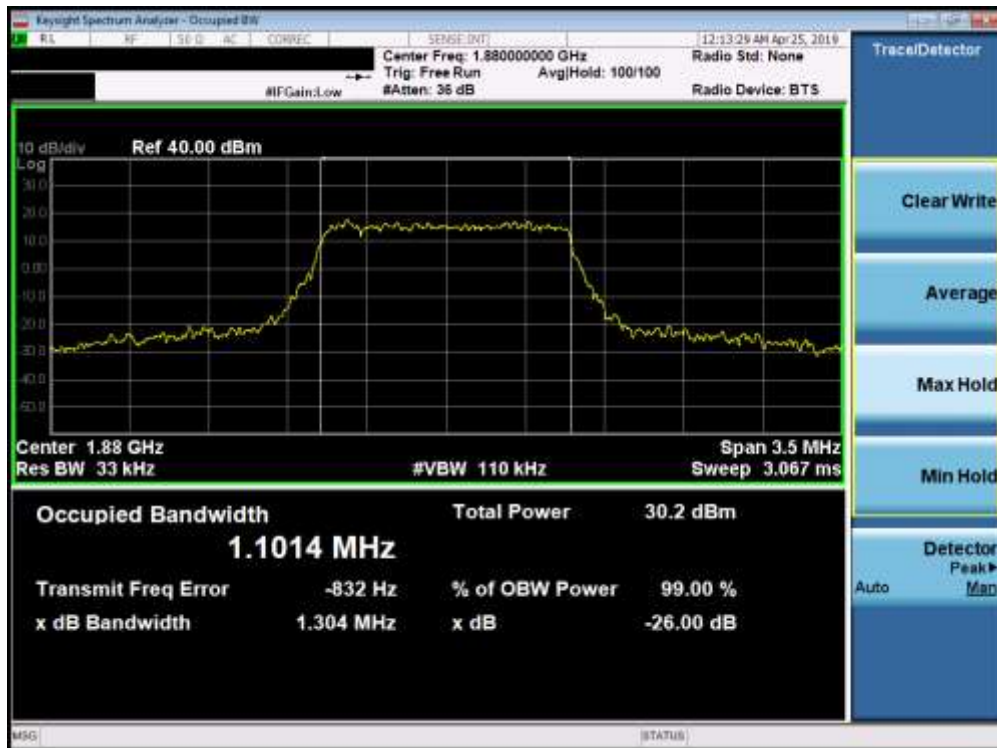 Keysight Spectrum Analyzer - Occupied BW
RL RF 50 Ω AC CORREC SENSE:INT 12:13:29 AM Apr 25, 2019
Center Freq: 1.880000000 GHz Radio Std: None
Trig: Free Run Avg|Hold: 100/100
#IFGain:Low #Atten: 36 dB Radio Device: BTS
Trace/Detector
10 dB/div Ref 40.00 dBm
Log
30.0
20.0
10.0
0.00
10.0
20.0
30.0
40.0
50.0
Center 1.88 GHz Span 3.5 MHz
Res BW 33 kHz #VBW 110 kHz Sweep 3.067 ms
Occupied Bandwidth Total Power 30.2 dBm
1.1014 MHz
Transmit Freq Error -832 Hz % of OBW Power 99.00 %
x dB Bandwidth 1.304 MHz x dB -26.00 dB
Clear Write
Average
Max Hold
Min Hold
Detector
Peak
Auto Man
MSG STATUS